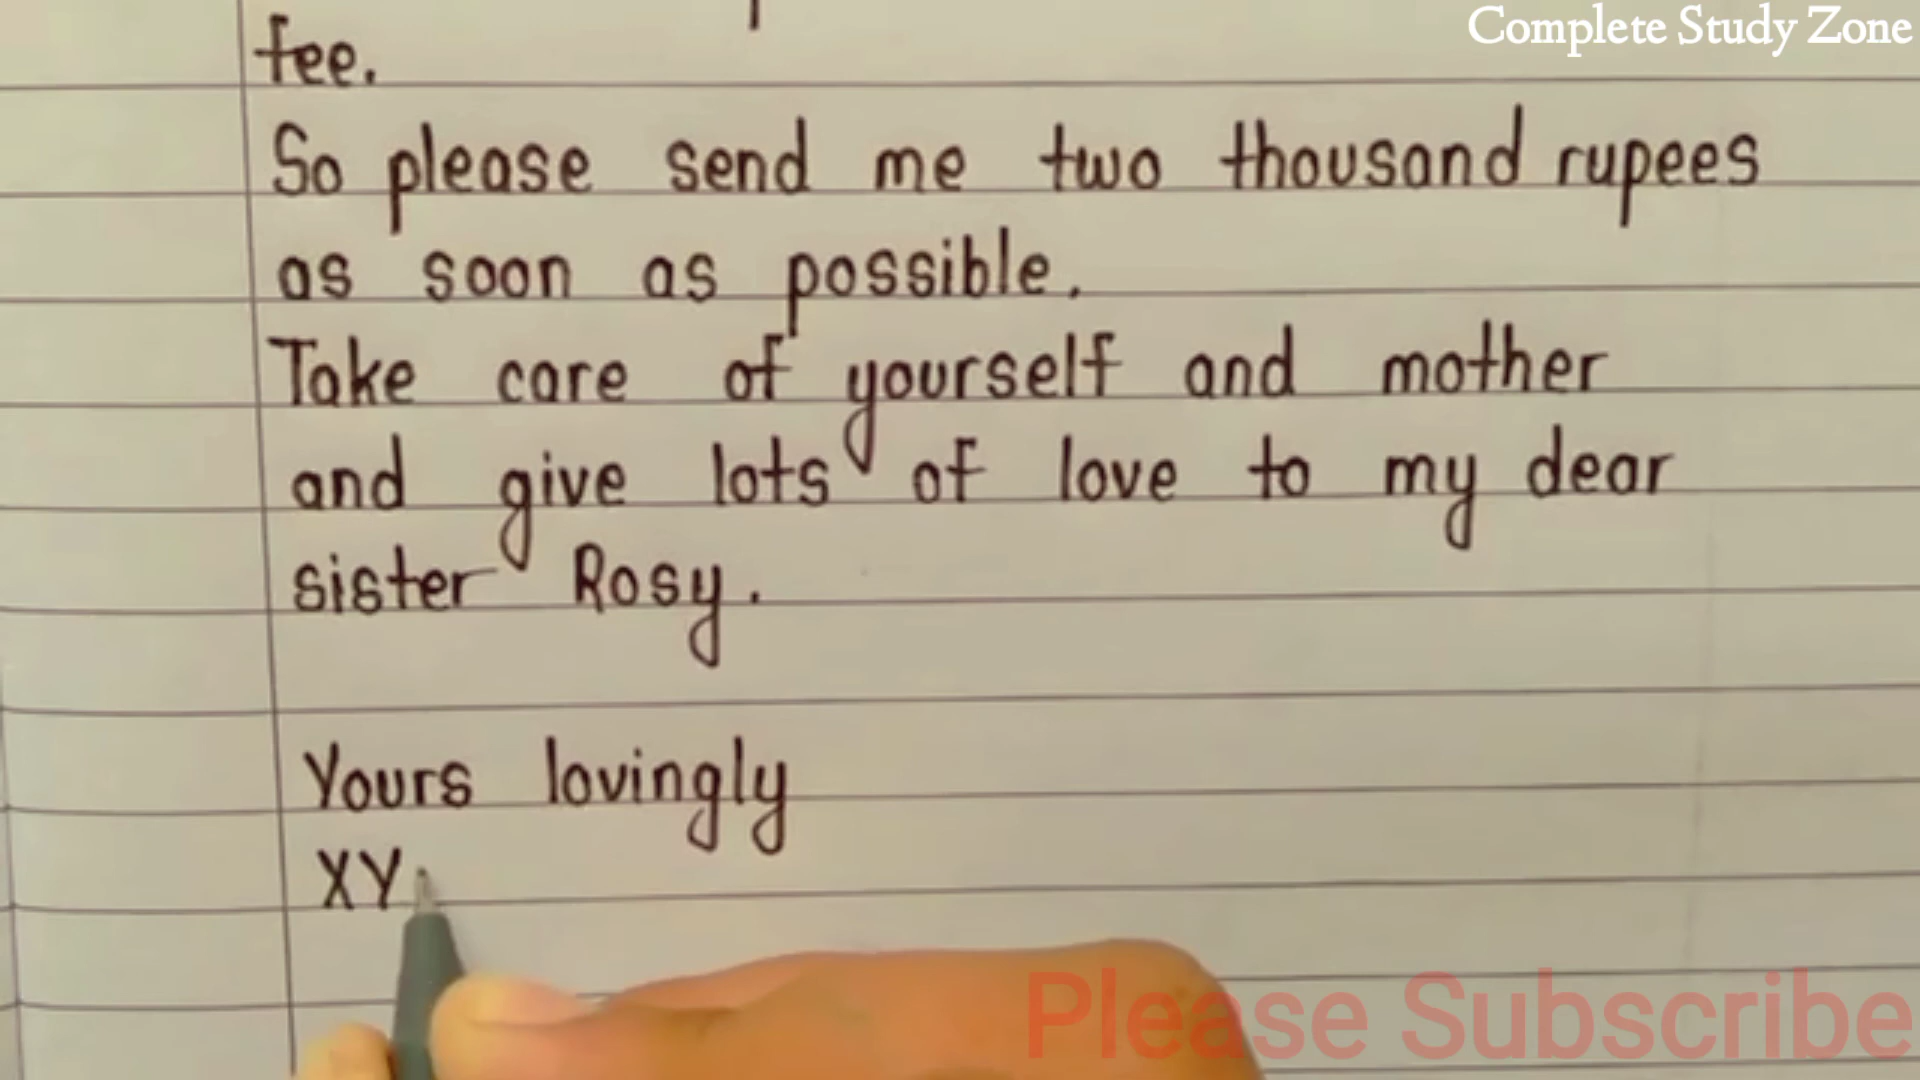 Complete Study Zone
fee.
So please send me two thousand rupees
as soon as possible.
Take care of yourself and mother
and give lots of love to my dear
sister Rosy.
Yours lovingly
XY
Please Subscribe